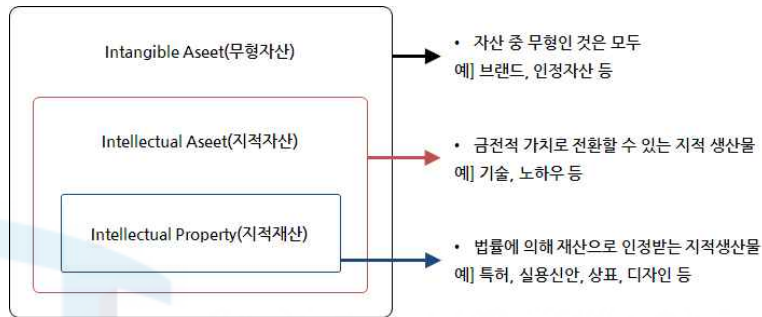 Intangible Aseet(무형자산)
• 자산 중 무형인 것은 모두
예] 브랜드, 인정자산 등
Intellectual Aseet(지적자산)
• 금전적 가치로 전환할 수 있는 지적 생산물
예] 기술, 노하우 등
Intellectual Property(지적재산)
• 법률에 의해 재산으로 인정받는 지적생산물
예] 특허, 실용신안, 상표, 디자인 등